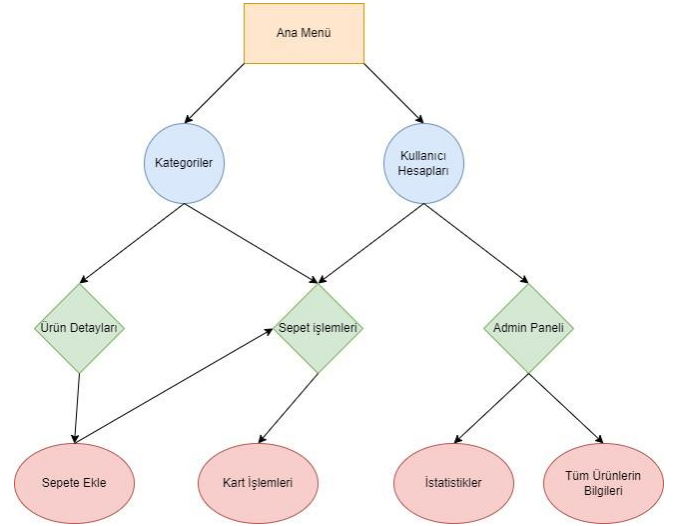 Ana Menü
Kategoriler
Kullanıcı
Hesapları
Ürün Detayları
Sepet işlemleri
Admin Paneli
Sepete Ekle
Kart İşlemleri
İstatistikler
Tüm Ürünlerin
Bilgileri